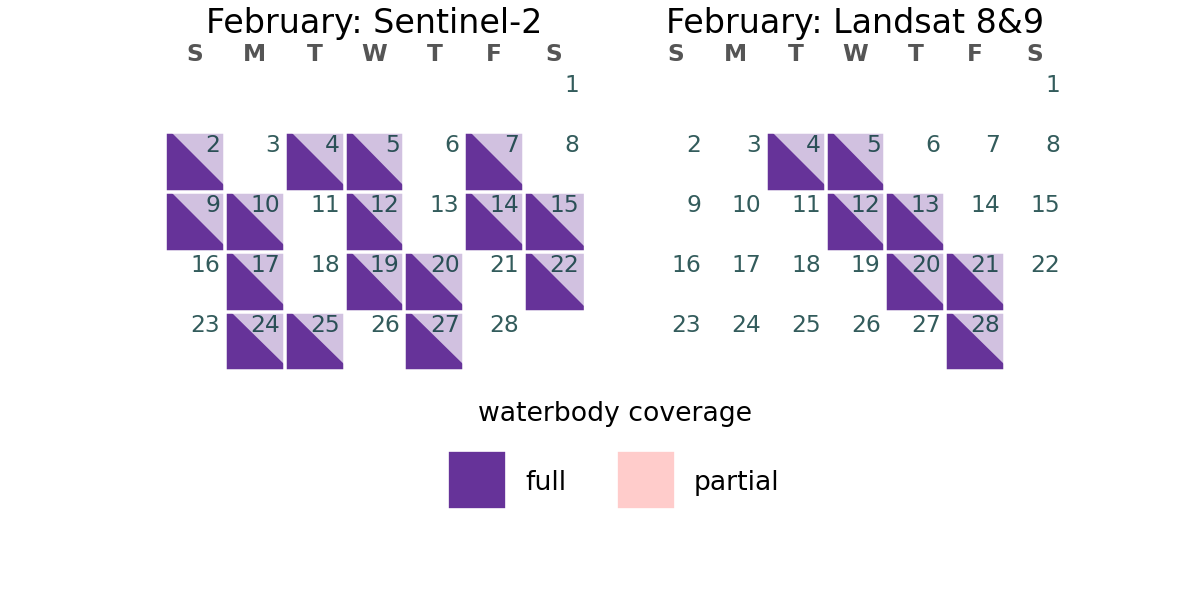 February: Sentinel-2
S M T W T F S
1
2 3 4 5 6 7 8
9 10 11 12 13 14 15
16 17 18 19 20 21 22
23 24 25 26 27 28
February: Landsat 8&9
S M T W T F S
1
2 3 4 5 6 7 8
9 10 11 12 13 14 15
16 17 18 19 20 21 22
23 24 25 26 27 28
waterbody coverage
full partial